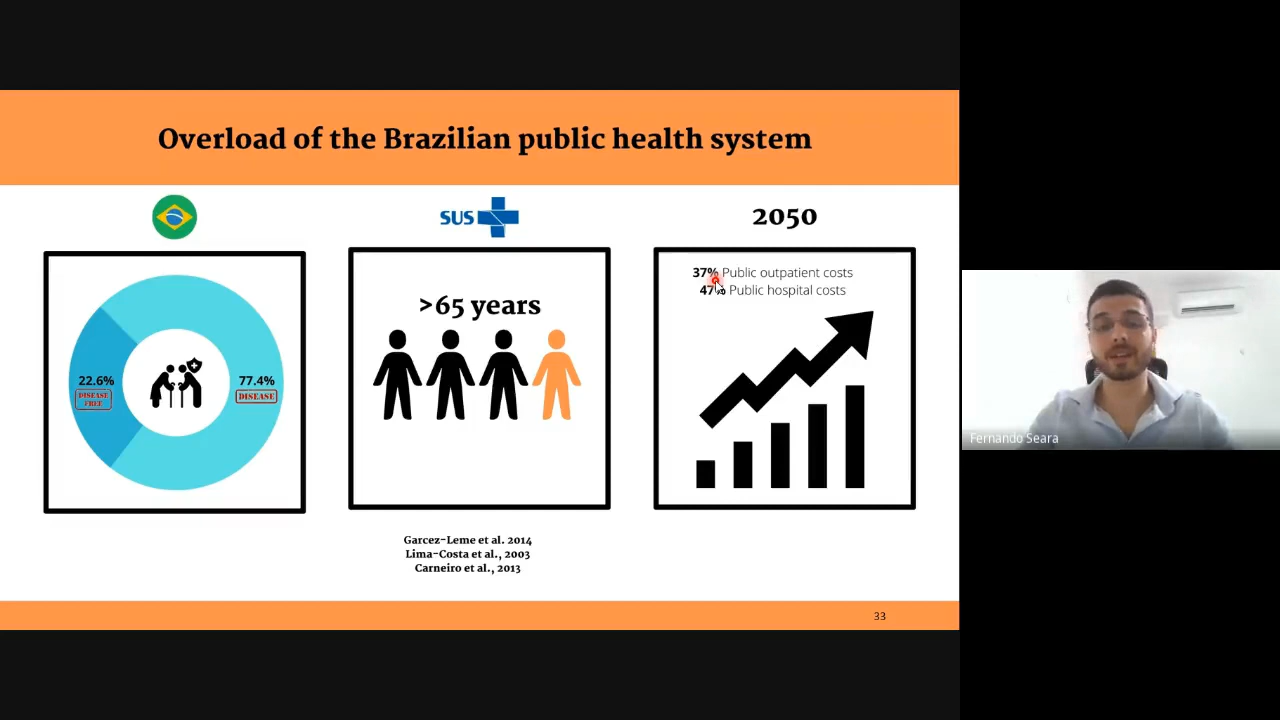 Overload of the Brazilian public health system
SUS
2050
22.6%
DISEASE
FREE
77.4%
DISEASE
>65 years
37% Public outpatient costs
47% Public hospital costs
Garcez-Leme et al. 2014
Lima-Costa et al., 2003
Carneiro et al., 2013
33
Fernando Seara